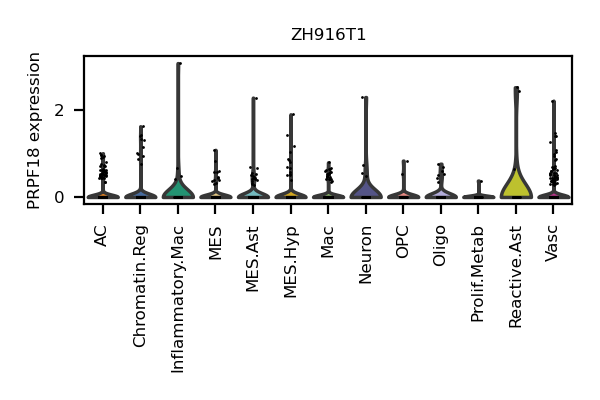 ZH916T1
PRPF18 expression
2
0
AC
Chromatin.Reg
Inflammatory.Mac
MES
MES.Ast
MES.Hyp
Mac
Neuron
OPC
Oligo
Prolif.Metab
Reactive.Ast
Vasc